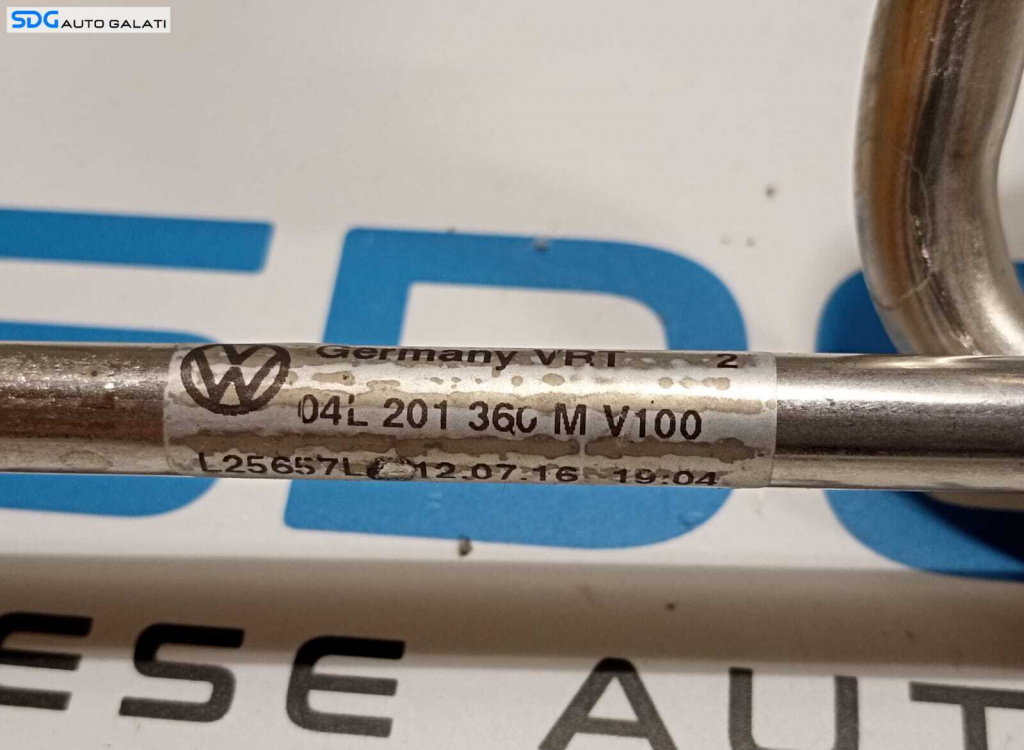 SDG AUTO GALATI
Germany VRT 2
04L 201 360 M V100
L25657L 12.07.16 19:04
ESE AUT